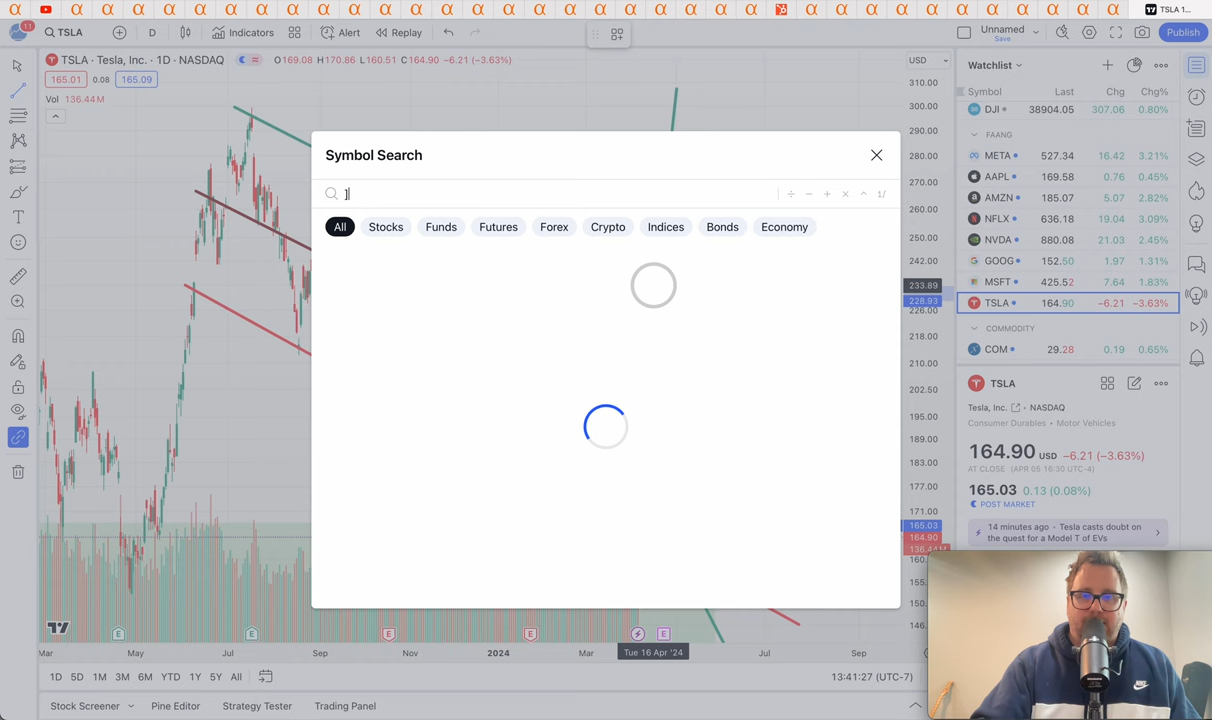 TSLA 1...
11
TSLA
D
Indicators
Alert
Replay
Unnamed
Save
Publish
TSLA · Tesla, Inc. · 1D · NASDAQ
O169.08 H170.86 L160.51 C164.90 −6.21 (−3.63%)
165.01 0.08 165.09
Vol 136.44M
USD
310.00
300.00
290.00
280.00
270.00
260.00
250.00
242.00
233.89
228.93
226.00
218.00
210.00
202.50
195.00
189.00
183.00
177.00
171.00
165.03
164.90
136.44M
Symbol Search
1/
All
Stocks
Funds
Futures
Forex
Crypto
Indices
Bonds
Economy
Watchlist
Symbol Last Chg Chg%
DJI 38904.05 307.06 0.80%
FAANG
META 527.34 16.42 3.21%
AAPL 169.58 0.76 0.45%
AMZN 185.07 5.07 2.82%
NFLX 636.18 19.04 3.09%
NVDA 880.08 21.03 2.45%
GOOG 152.50 1.97 1.31%
MSFT 425.52 7.64 1.83%
TSLA 164.90 −6.21 −3.63%
COMMODITY
COM 29.28 0.19 0.65%
TSLA
Tesla, Inc. · NASDAQ
Consumer Durables · Motor Vehicles
164.90 USD −6.21 (−3.63%)
AT CLOSE (APR 05 16:30 UTC-4)
165.03 0.13 (0.08%)
POST MARKET
14 minutes ago · Tesla casts doubt on
the quest for a Model T of EVs
E E E E E
Mar May Jul Sep Nov 2024 Mar Tue 16 Apr '24 Jul Sep
1D 5D 1M 3M 6M YTD 1Y 5Y All
13:41:27 (UTC-7)
Stock Screener
Pine Editor
Strategy Tester
Trading Panel